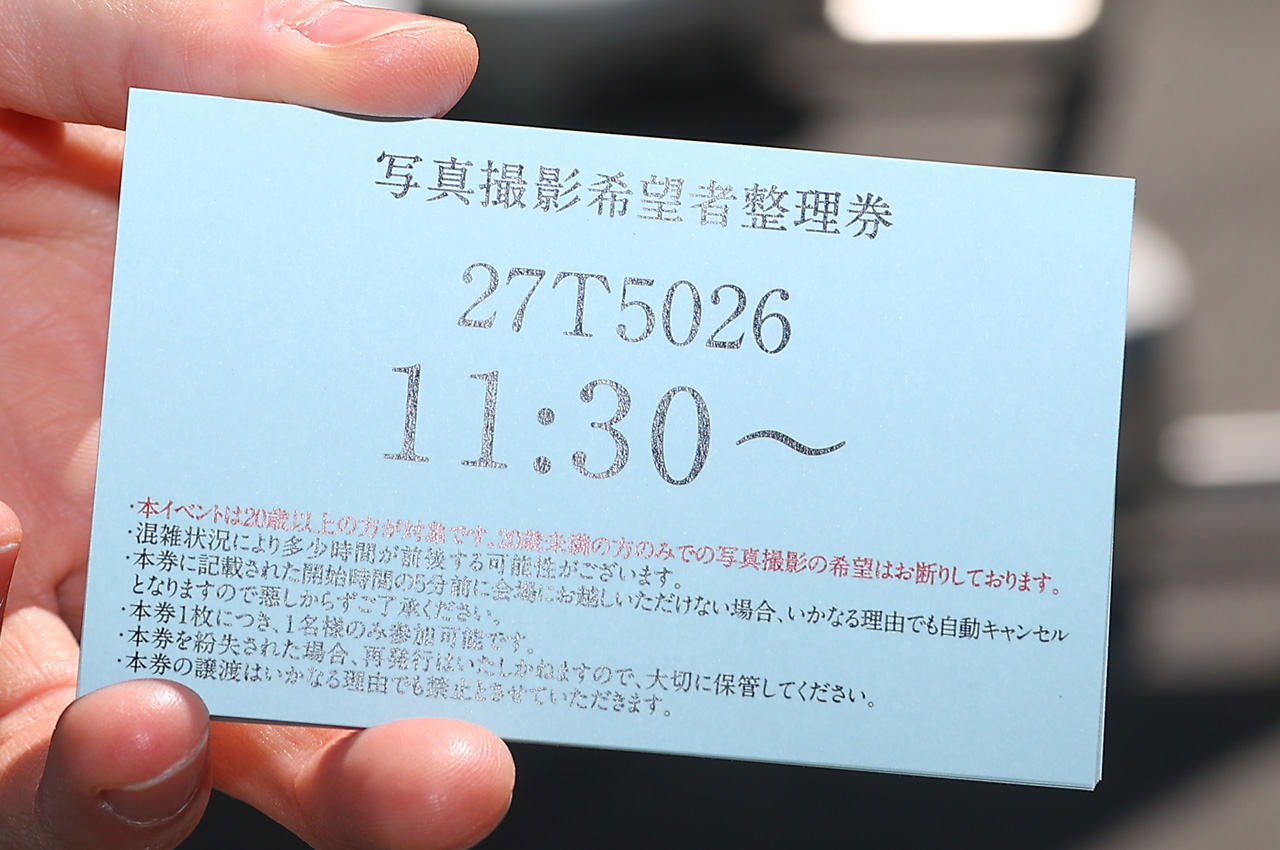 写真撮影希望者整理券
27T5026
11:30～
・本イベントは20歳以上の方が対象です。20歳未満の方のみでの写真撮影の希望はお断りしております。
・混雑状況により多少時間が前後する可能性がございます。
・本券に記載された開始時間の5分前に会場にお越しいただけない場合、いかなる理由でも自動キャンセル
となりますので悪しからずご了承ください。
・本券1枚につき、1名様のみ参加可能です。
・本券を紛失された場合、再発行はいたしかねますので、大切に保管してください。
・本券の譲渡はいかなる理由でも禁止とさせていただきます。